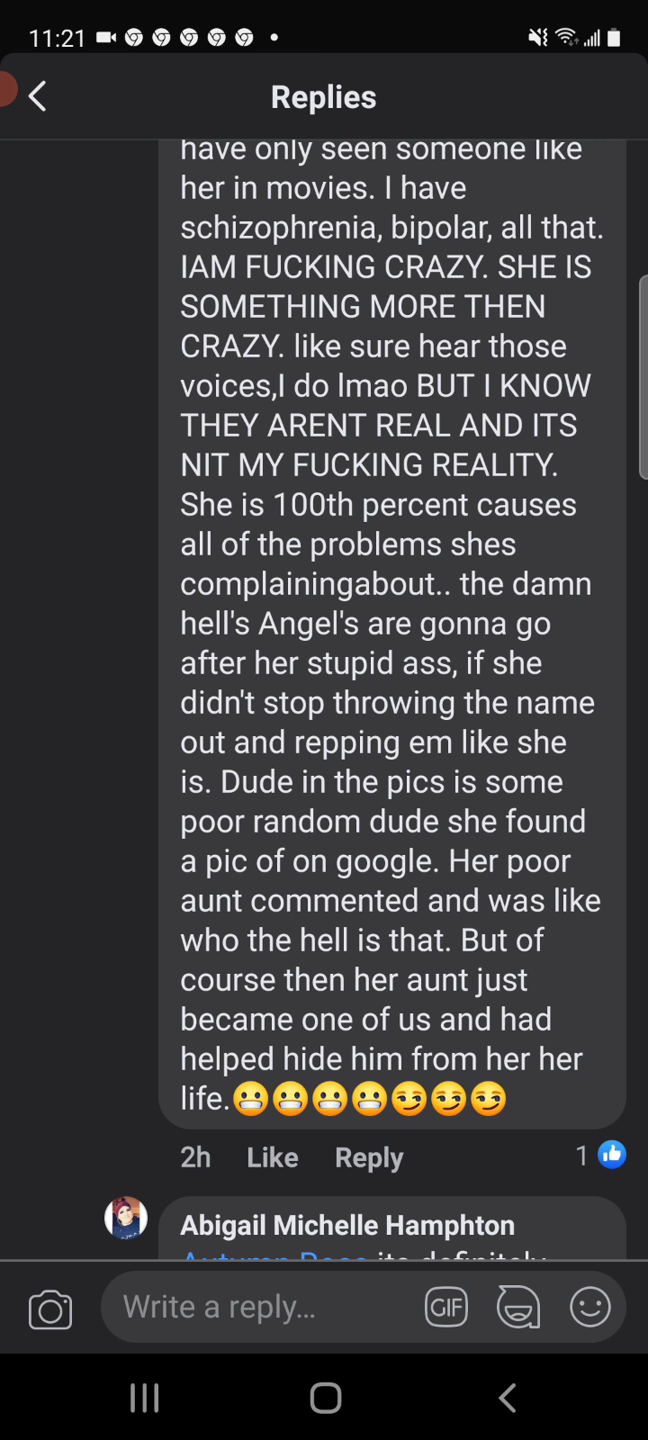 11:21
Replies
have only seen someone like
her in movies. I have
schizophrenia, bipolar, all that.
IAM FUCKING CRAZY. SHE IS
SOMETHING MORE THEN
CRAZY. like sure hear those
voices,I do lmao BUT I KNOW
THEY ARENT REAL AND ITS
NIT MY FUCKING REALITY.
She is 100th percent causes
all of the problems shes
complainingabout.. the damn
hell's Angel's are gonna go
after her stupid ass, if she
didn't stop throwing the name
out and repping em like she
is. Dude in the pics is some
poor random dude she found
a pic of on google. Her poor
aunt commented and was like
who the hell is that. But of
course then her aunt just
became one of us and had
helped hide him from her her
life.😬😬😬😬😏😏😏
2h Like Reply 1
Abigail Michelle Hamphton
its definitely
Write a reply... GIF